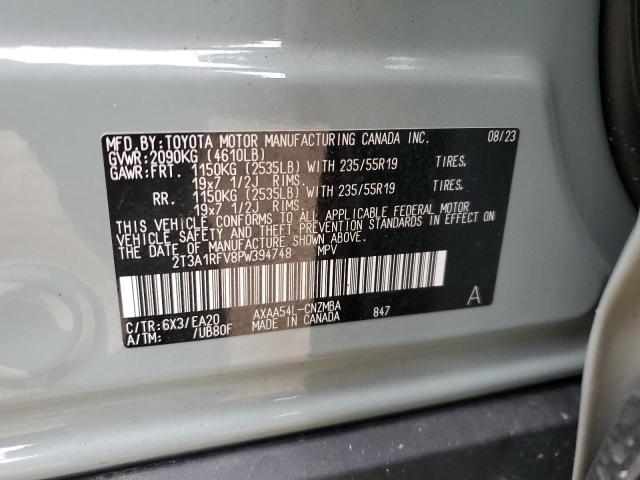 MFD.BY:TOYOTA MOTOR MANUFACTURING CANADA INC. 08/23
GVWR:2090KG (4610LB)
GAWR:FRT. 1150KG (2535LB) WITH 235/55R19 TIRES,
19x7 1/2J RIMS.
RR. 1150KG (2535LB) WITH 235/55R19 TIRES,
19x7 1/2J RIMS.
THIS VEHICLE CONFORMS TO ALL APPLICABLE FEDERAL MOTOR
VEHICLE SAFETY AND THEFT PREVENTION STANDARDS IN EFFECT ON
THE DATE OF MANUFACTURE SHOWN ABOVE.
2T3A1RFV8PW394748 MPV
C/TR:6X3/EA20 AXAA54L-CNZMBA 847 A
A/TM: /UB80F MADE IN CANADA